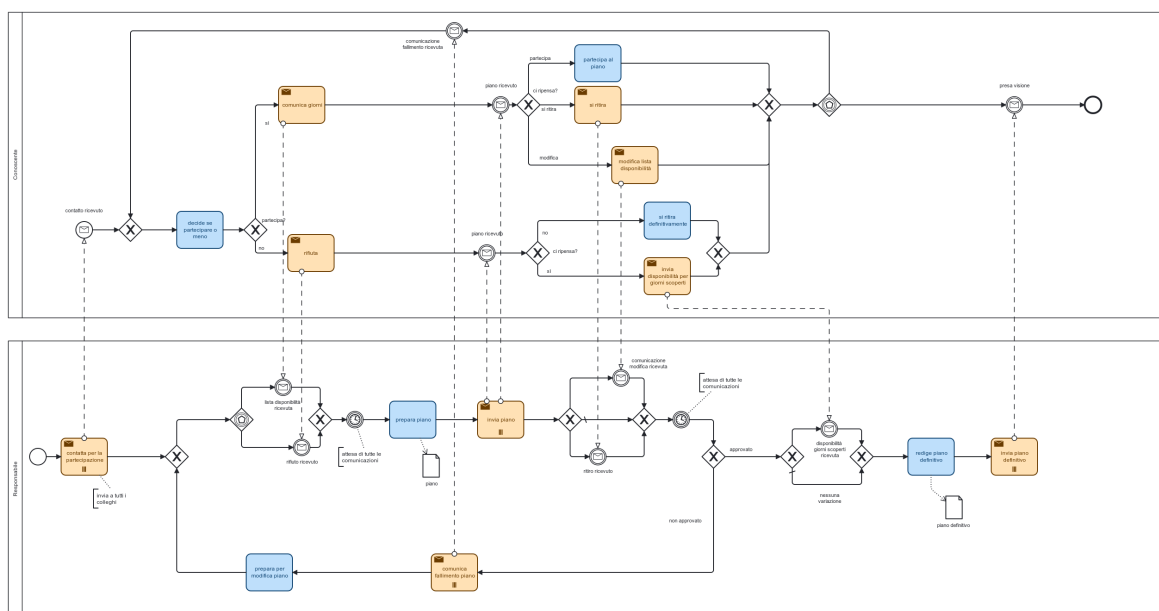 Conoscente
comunicazione
fallimento ricevuta
comunica giorni
sì
piano ricevuto
partecipa
partecipa al
piano
ci ripensa?
si ritira
si ritira
modifica
modifica lista
disponibilità
presa visione
contatto ricevuto
decide se
partecipare o
meno
partecipa?
no
rifiuta
piano ricevuto
ci ripensa?
no
si ritira
definitivamente
sì
invia
disponibilità per
giorni scoperti
Responsabile
contatta per la
partecipazione
invia a tutti i
colleghi
lista disponibilità
ricevuta
rifiuto ricevuto
attesa di tutte le
comunicazioni
prepara piano
piano
invia piano
comunicazione
modifica ricevuta
ritiro ricevuto
attesa di tutte le
comunicazioni
approvato
non approvato
disponibilità
giorni scoperti
ricevuta
nessuna
variazione
redige piano
definitivo
piano definitivo
invia piano
definitivo
comunica
fallimento piano
prepara per
modifica piano